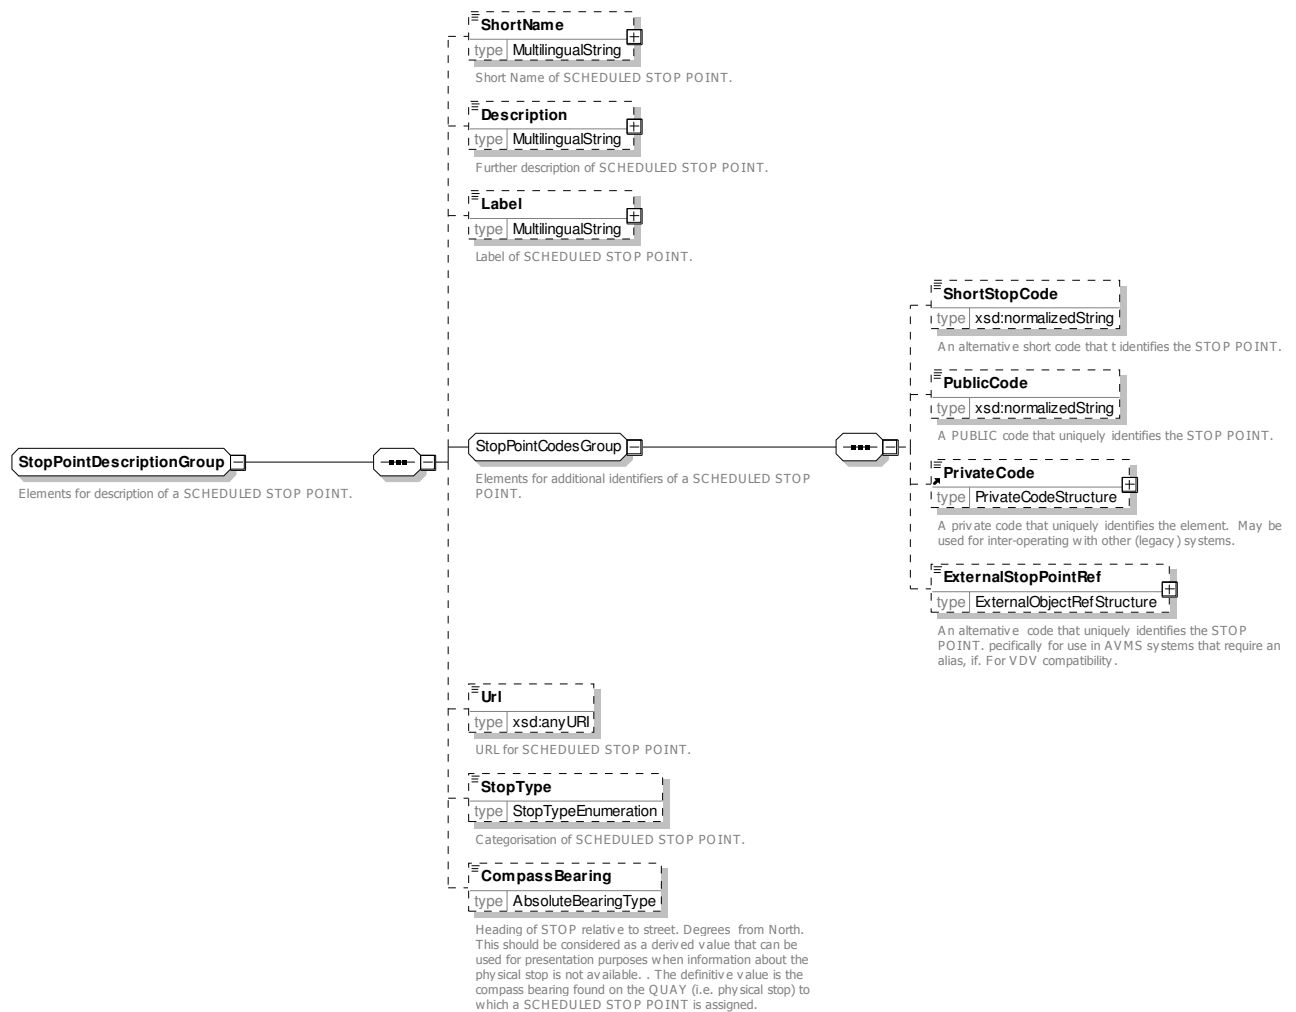 ShortName
type MultilingualString
Short Name of SCHEDULED STOP POINT.
Description
type MultilingualString
Further description of SCHEDULED STOP POINT.
Label
type MultilingualString
Label of SCHEDULED STOP POINT.
StopPointDescriptionGroup
Elements for description of a SCHEDULED STOP POINT.
StopPointCodesGroup
Elements for additional identifiers of a SCHEDULED STOP
POINT.
ShortStopCode
type xsd:normalizedString
An alternative short code that t identifies the STOP POINT.
PublicCode
type xsd:normalizedString
A PUBLIC code that uniquely identifies the STOP POINT.
PrivateCode
type PrivateCodeStructure
A private code that uniquely identifies the element. May be
used for inter-operating with other (legacy) systems.
ExternalStopPointRef
type ExternalObjectRefStructure
An alternative code that uniquely identifies the STOP
POINT. pecifically for use in AVMS systems that require an
alias, if. For VDV compatibility.
Url
type xsd:anyURI
URL for SCHEDULED STOP POINT.
StopType
type StopTypeEnumeration
Categorisation of SCHEDULED STOP POINT.
CompassBearing
type AbsoluteBearingType
Heading of STOP relative to street. Degrees from North.
This should be considered as a derived value that can be
used for presentation purposes when information about the
physical stop is not available. . The definitive value is the
compass bearing found on the QUAY (i.e. physical stop) to
which a SCHEDULED STOP POINT is assigned.